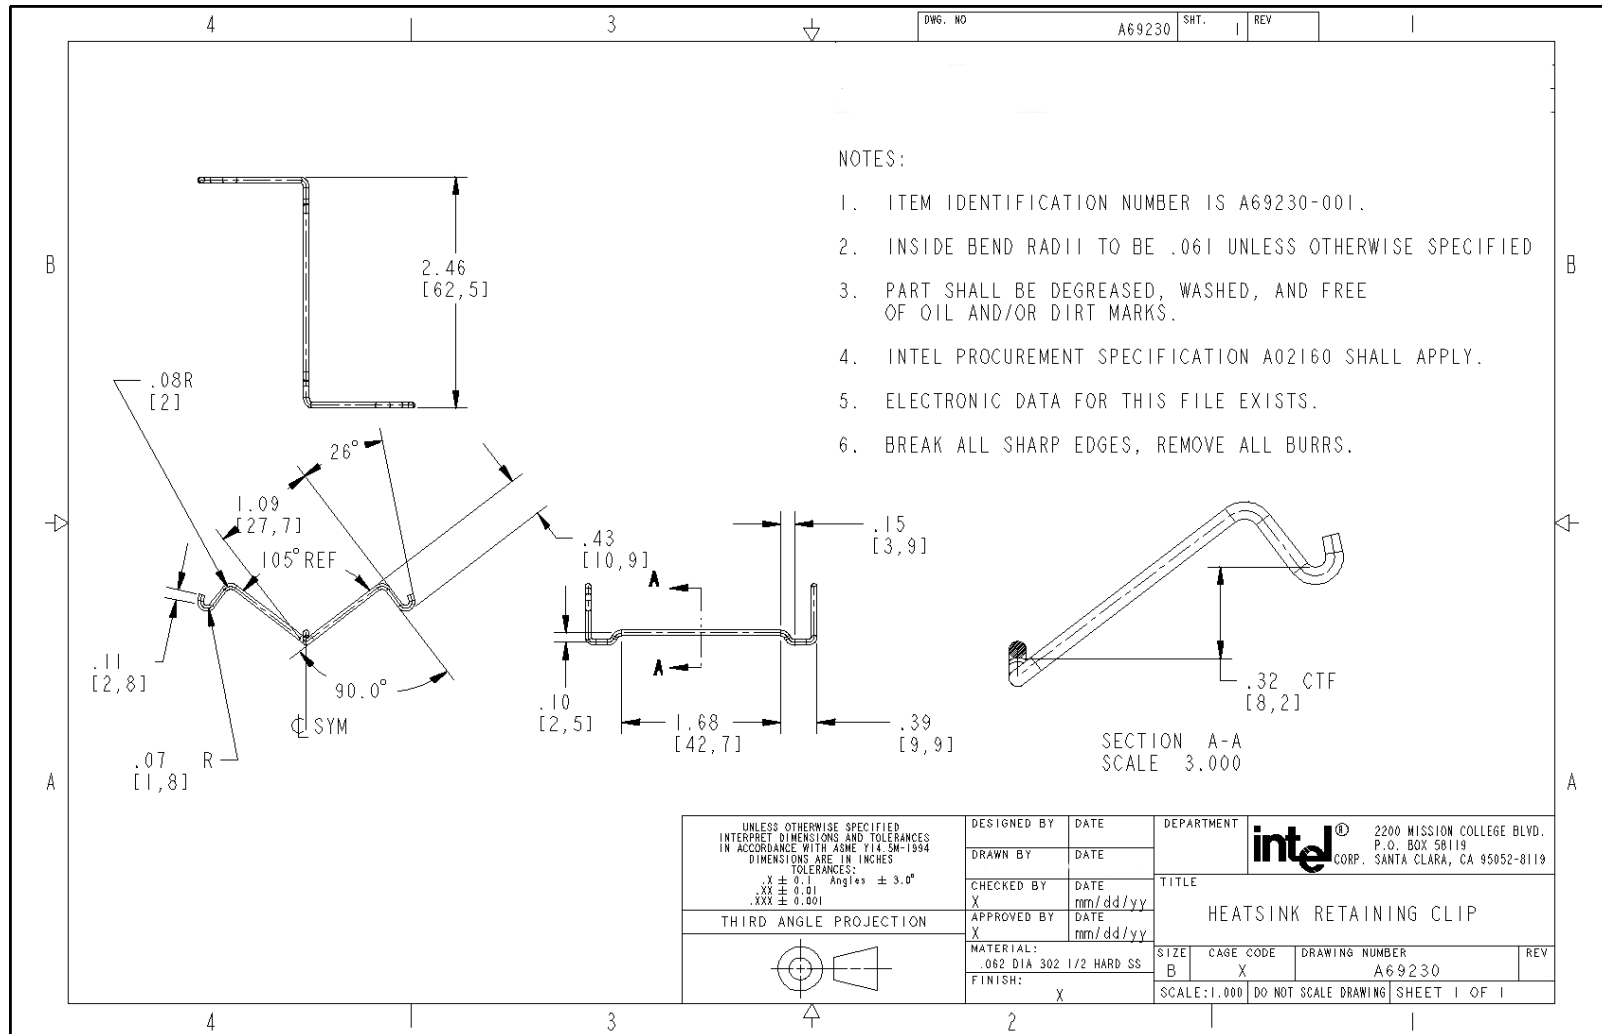 4
3
DWG. NO
A69230
SHT.
1
REV
1
NOTES:
1. ITEM IDENTIFICATION NUMBER IS A69230-001.
2. INSIDE BEND RADII TO BE .061 UNLESS OTHERWISE SPECIFIED
3. PART SHALL BE DEGREASED, WASHED, AND FREE
OF OIL AND/OR DIRT MARKS.
4. INTEL PROCUREMENT SPECIFICATION A02160 SHALL APPLY.
5. ELECTRONIC DATA FOR THIS FILE EXISTS.
6. BREAK ALL SHARP EDGES, REMOVE ALL BURRS.
B
B
2.46
[62,5]
.08R
[2]
26°
1.09
[27,7]
105° REF
.43
[10,9]
.15
[3,9]
A
A
.11
[2,8]
90.0°
℄ SYM
.07 R
[1,8]
.10
[2,5]
1.68
[42,7]
.39
[9,9]
.32 CTF
[8,2]
SECTION A-A
SCALE 3.000
A
A
UNLESS OTHERWISE SPECIFIED
INTERPRET DIMENSIONS AND TOLERANCES
IN ACCORDANCE WITH ASME Y14.5M-1994
DIMENSIONS ARE IN INCHES
TOLERANCES:
.X ± 0.1 Angles ± 3.0°
.XX ± 0.01
.XXX ± 0.001
THIRD ANGLE PROJECTION
DESIGNED BY DATE
DRAWN BY DATE
CHECKED BY DATE
X mm/dd/yy
APPROVED BY DATE
X mm/dd/yy
MATERIAL:
.062 DIA 302 1/2 HARD SS
FINISH:
X
DEPARTMENT
intel®
CORP.
2200 MISSION COLLEGE BLVD.
P.O. BOX 58119
SANTA CLARA, CA 95052-8119
TITLE
HEATSINK RETAINING CLIP
SIZE
B
CAGE CODE
X
DRAWING NUMBER
A69230
REV
SCALE:1.000 DO NOT SCALE DRAWING SHEET 1 OF 1
4
3
2
1